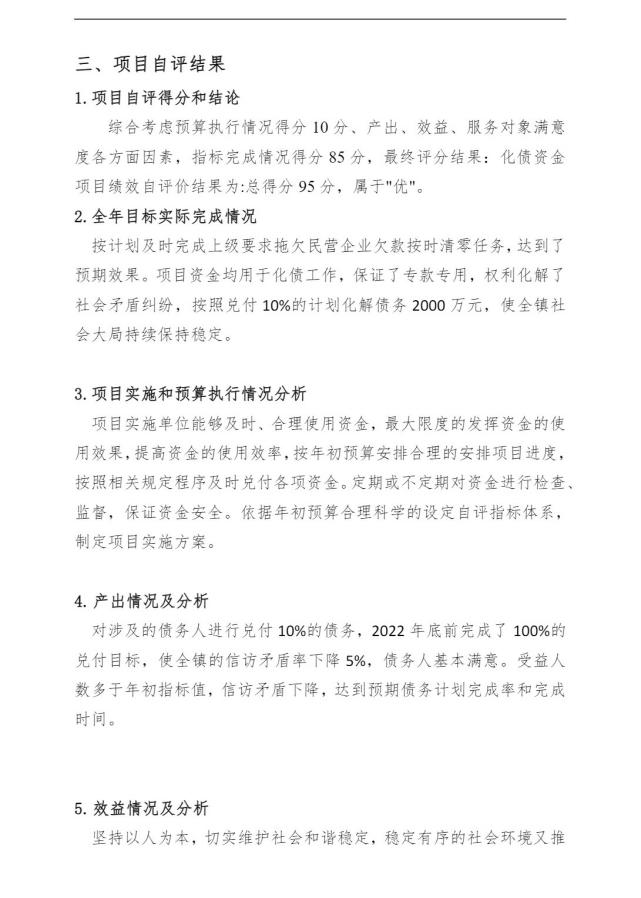 三、项目自评结果
1.项目自评得分和结论
综合考虑预算执行情况得分 10 分、产出、效益、服务对象满意
度各方面因素，指标完成情况得分 85 分，最终评分结果：化债资金
项目绩效自评价结果为:总得分 95 分，属于"优"。
2.全年目标实际完成情况
按计划及时完成上级要求拖欠民营企业欠款按时清零任务，达到了
预期效果。项目资金均用于化债工作，保证了专款专用，权利化解了
社会矛盾纠纷，按照兑付 10%的计划化解债务 2000 万元，使全镇社
会大局持续保持稳定。
3.项目实施和预算执行情况分析
项目实施单位能够及时、合理使用资金，最大限度的发挥资金的使
用效果，提高资金的使用效率，按年初预算安排合理的安排项目进度，
按照相关规定程序及时兑付各项资金。定期或不定期对资金进行检查、
监督，保证资金安全。依据年初预算合理科学的设定自评指标体系，
制定项目实施方案。
4.产出情况及分析
对涉及的债务人进行兑付 10%的债务，2022 年底前完成了 100%的
兑付目标，使全镇的信访矛盾率下降 5%，债务人基本满意。受益人
数多于年初指标值，信访矛盾下降，达到预期债务计划完成率和完成
时间。
5.效益情况及分析
坚持以人为本，切实维护社会和谐稳定，稳定有序的社会环境又推